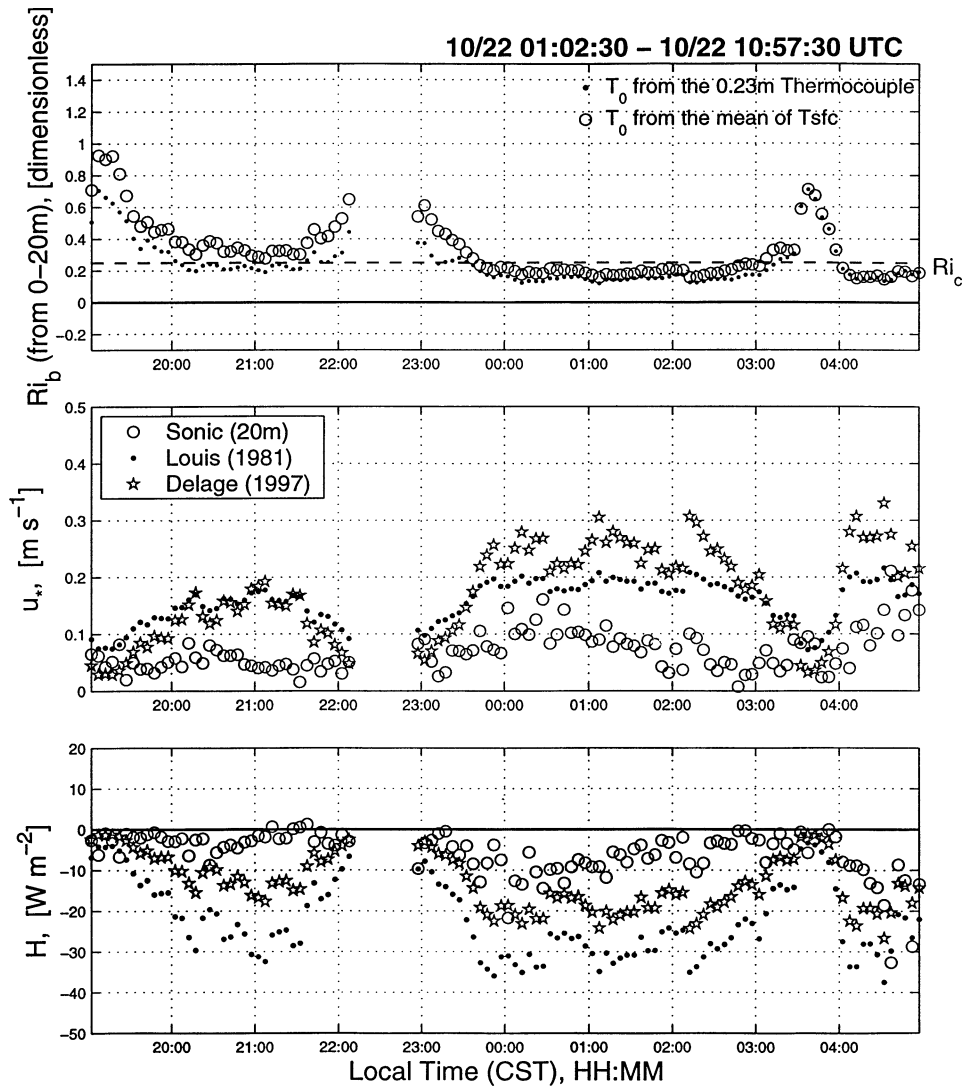 10/22 01:02:30 – 10/22 10:57:30 UTC
Ri_b (from 0–20m), [dimensionless]
1.4
1.2
1
0.8
0.6
0.4
0.2
0
−0.2
T_0 from the 0.23m Thermocouple
T_0 from the mean of Tsfc
Ri_c
20:00 21:00 22:00 23:00 00:00 01:00 02:00 03:00 04:00
u_*, [m s⁻¹]
0.5
0.4
0.3
0.2
0.1
0
Sonic (20m)
Louis (1981)
Delage (1997)
20:00 21:00 22:00 23:00 00:00 01:00 02:00 03:00 04:00
H, [W m⁻²]
20
10
0
−10
−20
−30
−40
−50
20:00 21:00 22:00 23:00 00:00 01:00 02:00 03:00 04:00
Local Time (CST), HH:MM